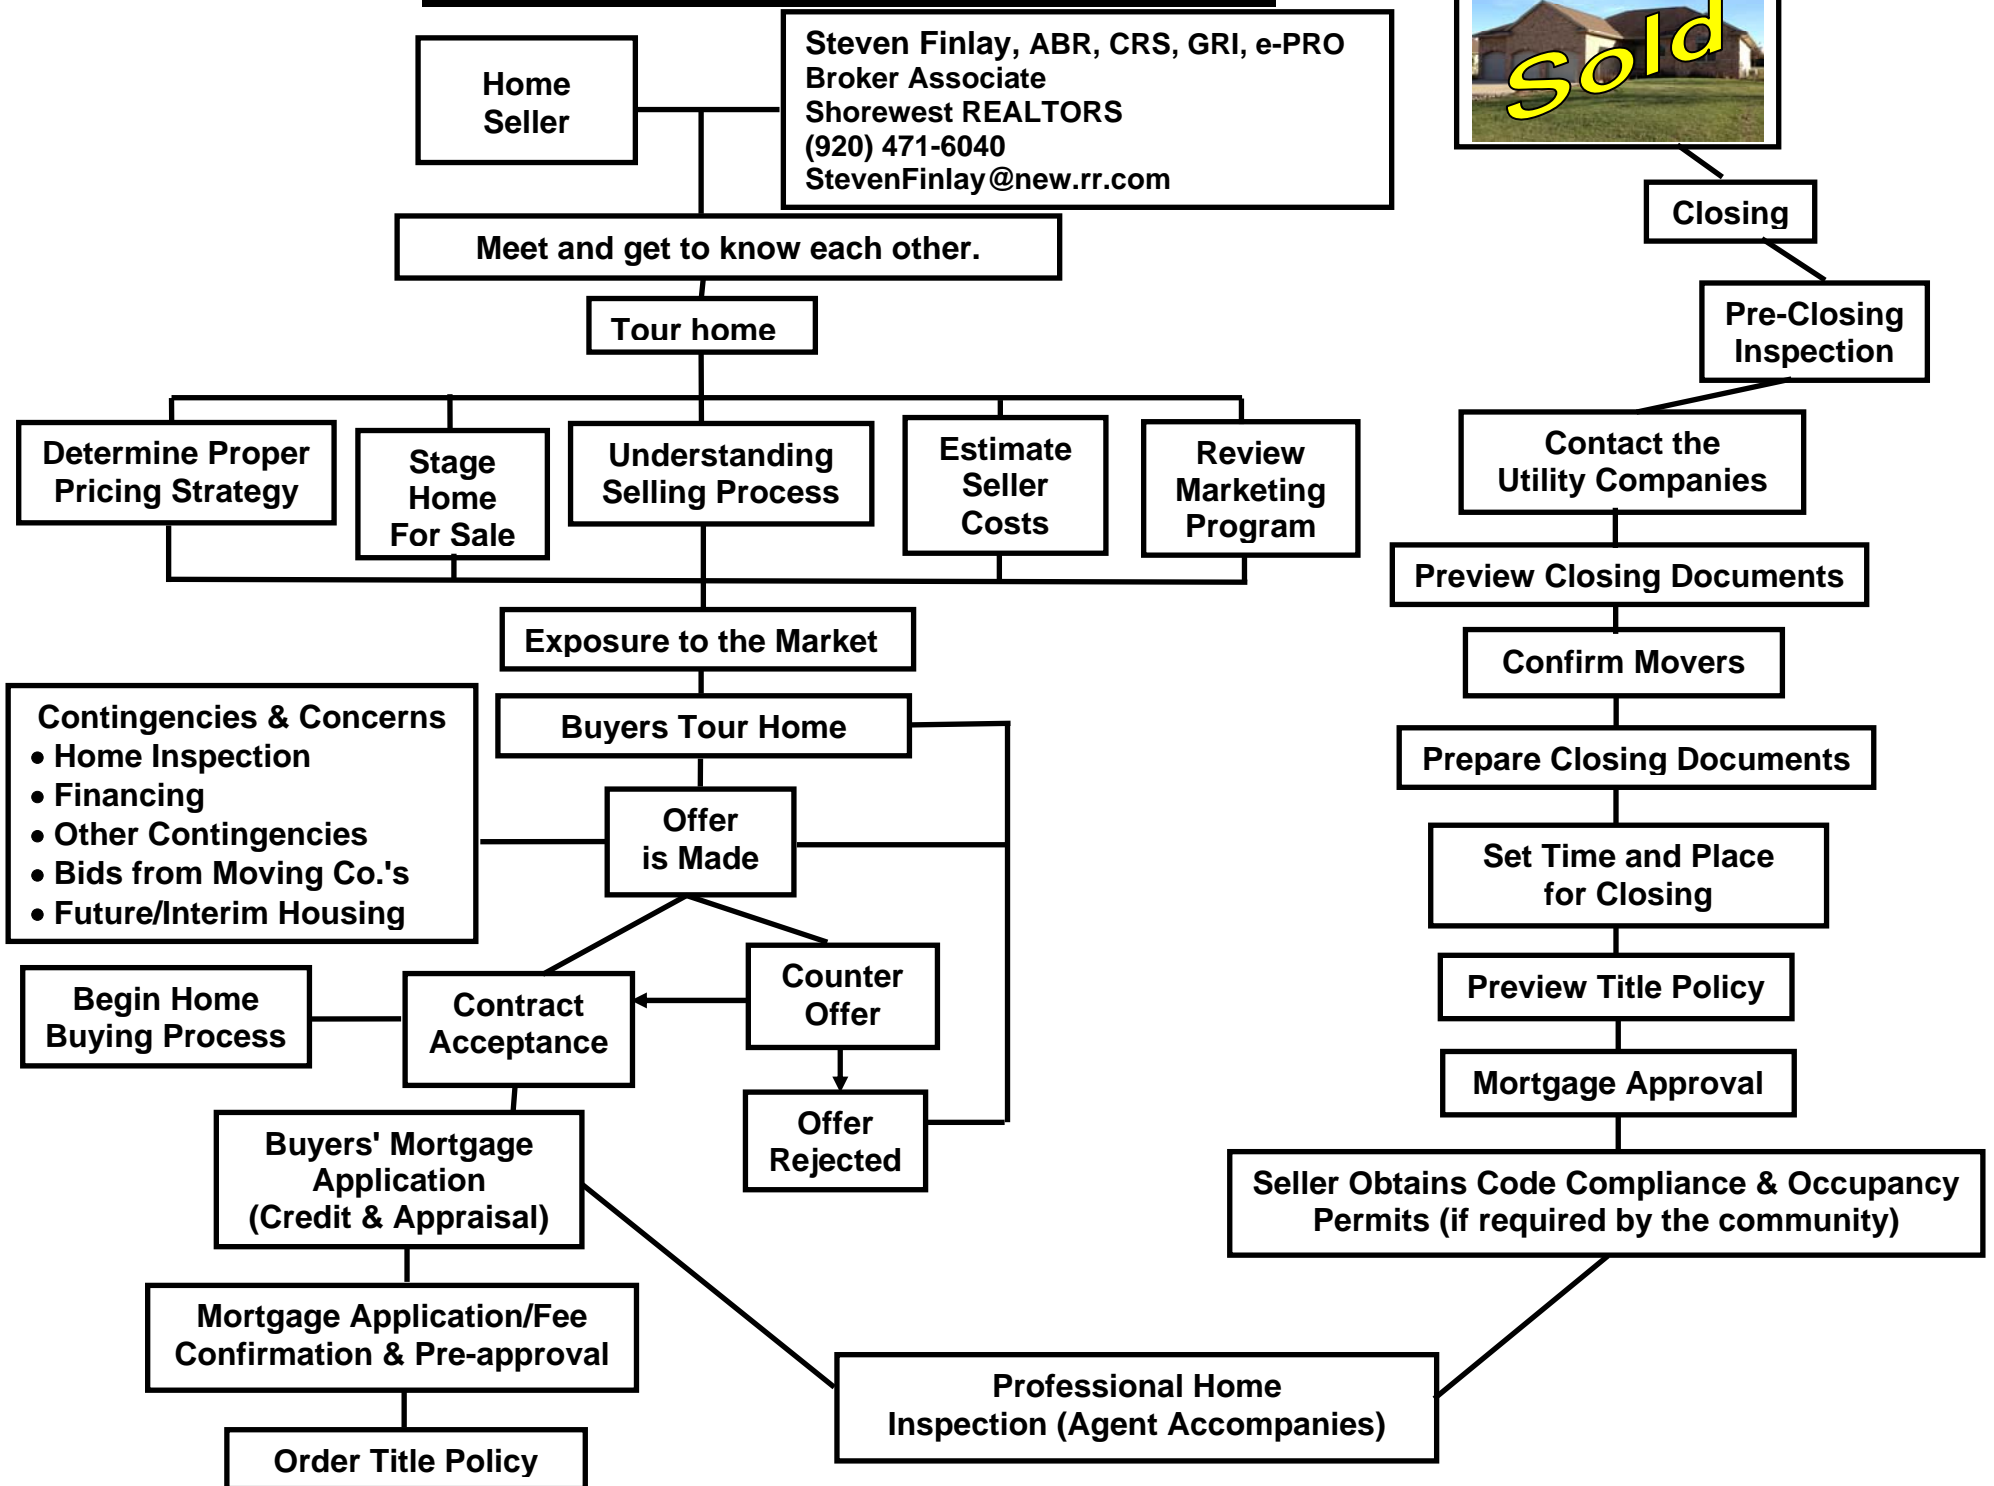 Home
Seller
Steven Finlay, ABR, CRS, GRI, e-PRO
Broker Associate
Shorewest REALTORS
(920) 471-6040
StevenFinlay@new.rr.com
Sold
Meet and get to know each other.
Tour home
Determine Proper
Pricing Strategy
Stage
Home
For Sale
Understanding
Selling Process
Estimate
Seller
Costs
Review
Marketing
Program
Exposure to the Market
Buyers Tour Home
Contingencies & Concerns
• Home Inspection
• Financing
• Other Contingencies
• Bids from Moving Co.'s
• Future/Interim Housing
Offer
is Made
Counter
Offer
Contract
Acceptance
Begin Home
Buying Process
Offer
Rejected
Buyers' Mortgage
Application
(Credit & Appraisal)
Mortgage Application/Fee
Confirmation & Pre-approval
Order Title Policy
Professional Home
Inspection (Agent Accompanies)
Closing
Pre-Closing
Inspection
Contact the
Utility Companies
Preview Closing Documents
Confirm Movers
Prepare Closing Documents
Set Time and Place
for Closing
Preview Title Policy
Mortgage Approval
Seller Obtains Code Compliance & Occupancy
Permits (if required by the community)